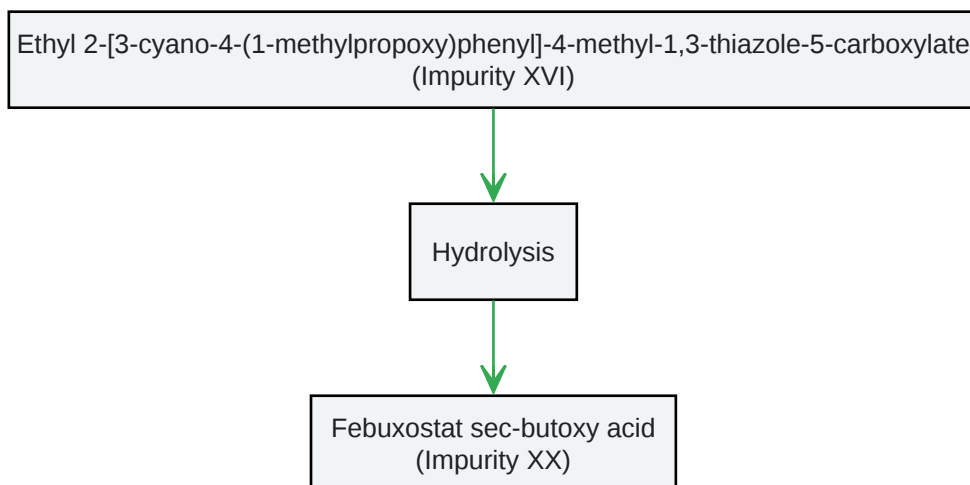 Ethyl 2-[3-cyano-4-(1-methylpropoxy)phenyl]-4-methyl-1,3-thiazole-5-carboxylate
(Impurity XVI)
Hydrolysis
Febuxostat sec-butoxy acid
(Impurity XX)